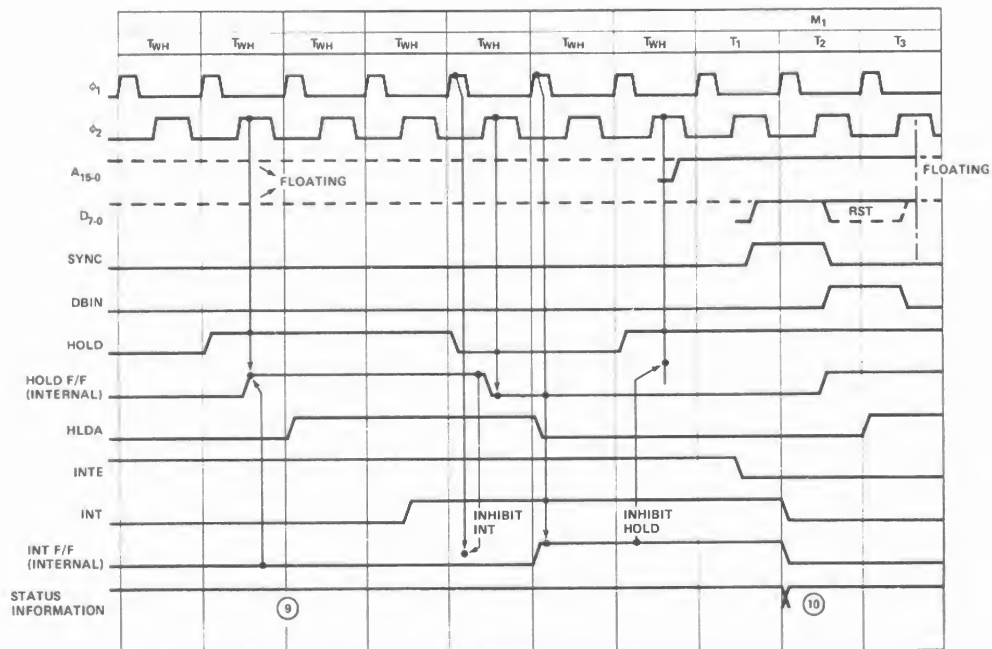 M1
TWH TWH TWH TWH TWH TWH TWH T1 T2 T3
ϕ1
ϕ2
A15-0
FLOATING
FLOATING
D7-0
RST
SYNC
DBIN
HOLD
HOLD F/F
(INTERNAL)
HLDA
INTE
INT
INHIBIT
INT
INHIBIT
HOLD
INT F/F
(INTERNAL)
STATUS
INFORMATION
9
10